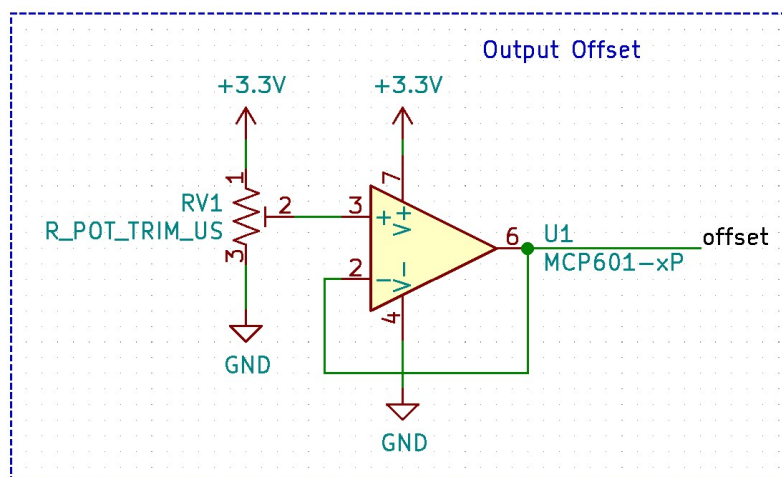 Output Offset
+3.3V
+3.3V
1
7
RV1
R_POT_TRIM_US
2
3
+
V+
6
U1
MCP601-xP
offset
3
2
-
V-
4
GND
GND